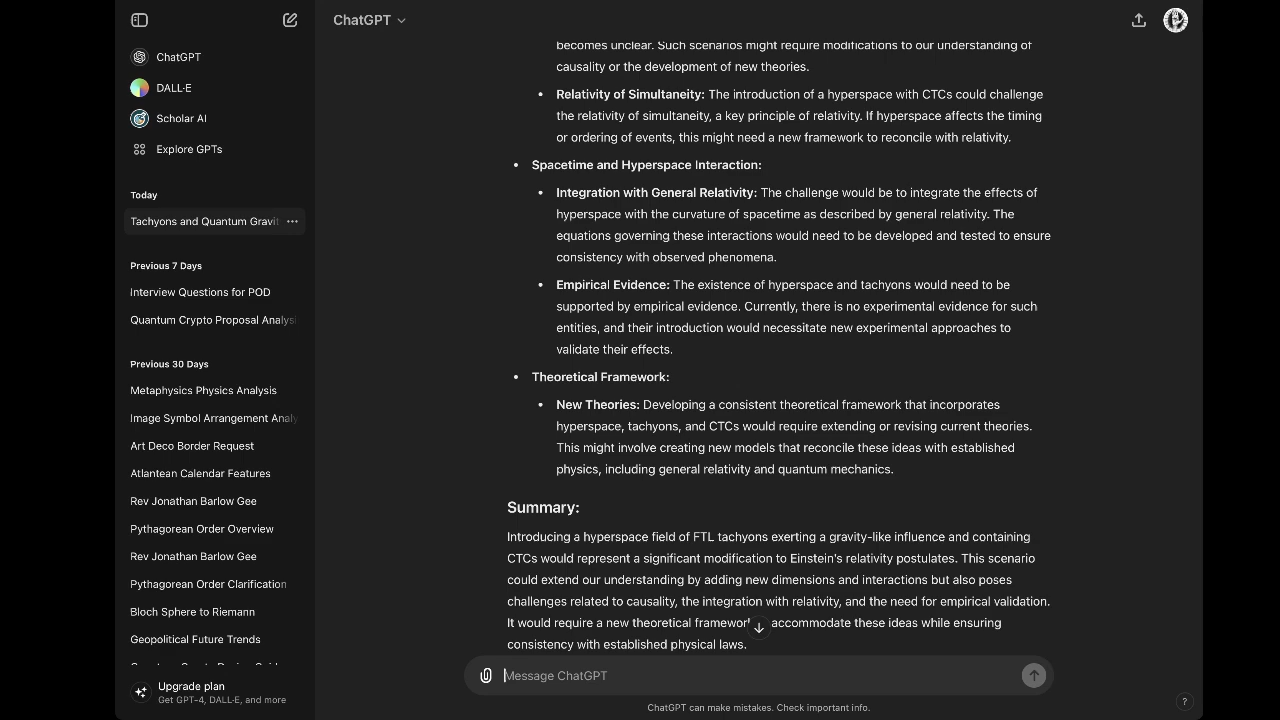 ChatGPT
DALL·E
Scholar AI
Explore GPTs
Today
Tachyons and Quantum Gravit
Previous 7 Days
Interview Questions for POD
Quantum Crypto Proposal Analysi
Previous 30 Days
Metaphysics Physics Analysis
Image Symbol Arrangement Analy
Art Deco Border Request
Atlantean Calendar Features
Rev Jonathan Barlow Gee
Pythagorean Order Overview
Rev Jonathan Barlow Gee
Pythagorean Order Clarification
Bloch Sphere to Riemann
Geopolitical Future Trends
Upgrade plan
Get GPT-4, DALL·E, and more
ChatGPT
becomes unclear. Such scenarios might require modifications to our understanding of
causality or the development of new theories.
• Relativity of Simultaneity: The introduction of a hyperspace with CTCs could challenge
the relativity of simultaneity, a key principle of relativity. If hyperspace affects the timing
or ordering of events, this might need a new framework to reconcile with relativity.
• Spacetime and Hyperspace Interaction:
• Integration with General Relativity: The challenge would be to integrate the effects of
hyperspace with the curvature of spacetime as described by general relativity. The
equations governing these interactions would need to be developed and tested to ensure
consistency with observed phenomena.
• Empirical Evidence: The existence of hyperspace and tachyons would need to be
supported by empirical evidence. Currently, there is no experimental evidence for such
entities, and their introduction would necessitate new experimental approaches to
validate their effects.
• Theoretical Framework:
• New Theories: Developing a consistent theoretical framework that incorporates
hyperspace, tachyons, and CTCs would require extending or revising current theories.
This might involve creating new models that reconcile these ideas with established
physics, including general relativity and quantum mechanics.
Summary:
Introducing a hyperspace field of FTL tachyons exerting a gravity-like influence and containing
CTCs would represent a significant modification to Einstein's relativity postulates. This scenario
could extend our understanding by adding new dimensions and interactions but also poses
challenges related to causality, the integration with relativity, and the need for empirical validation.
It would require a new theoretical framework accommodate these ideas while ensuring
consistency with established physical laws.
Message ChatGPT
ChatGPT can make mistakes. Check important info.
?